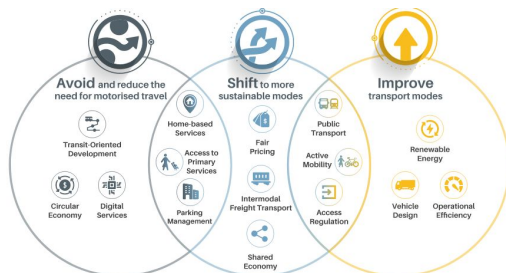 Avoid and reduce the
need for motorised travel
Transit-Oriented
Development
Circular
Economy
Digital
Services
Home-based
Services
Access to
Primary
Services
Parking
Management
Shift to more
sustainable modes
Fair
Pricing
Intermodal
Freight Transport
Shared
Economy
Public
Transport
Active
Mobility
Access
Regulation
Improve
transport modes
Renewable
Energy
Vehicle
Design
Operational
Efficiency